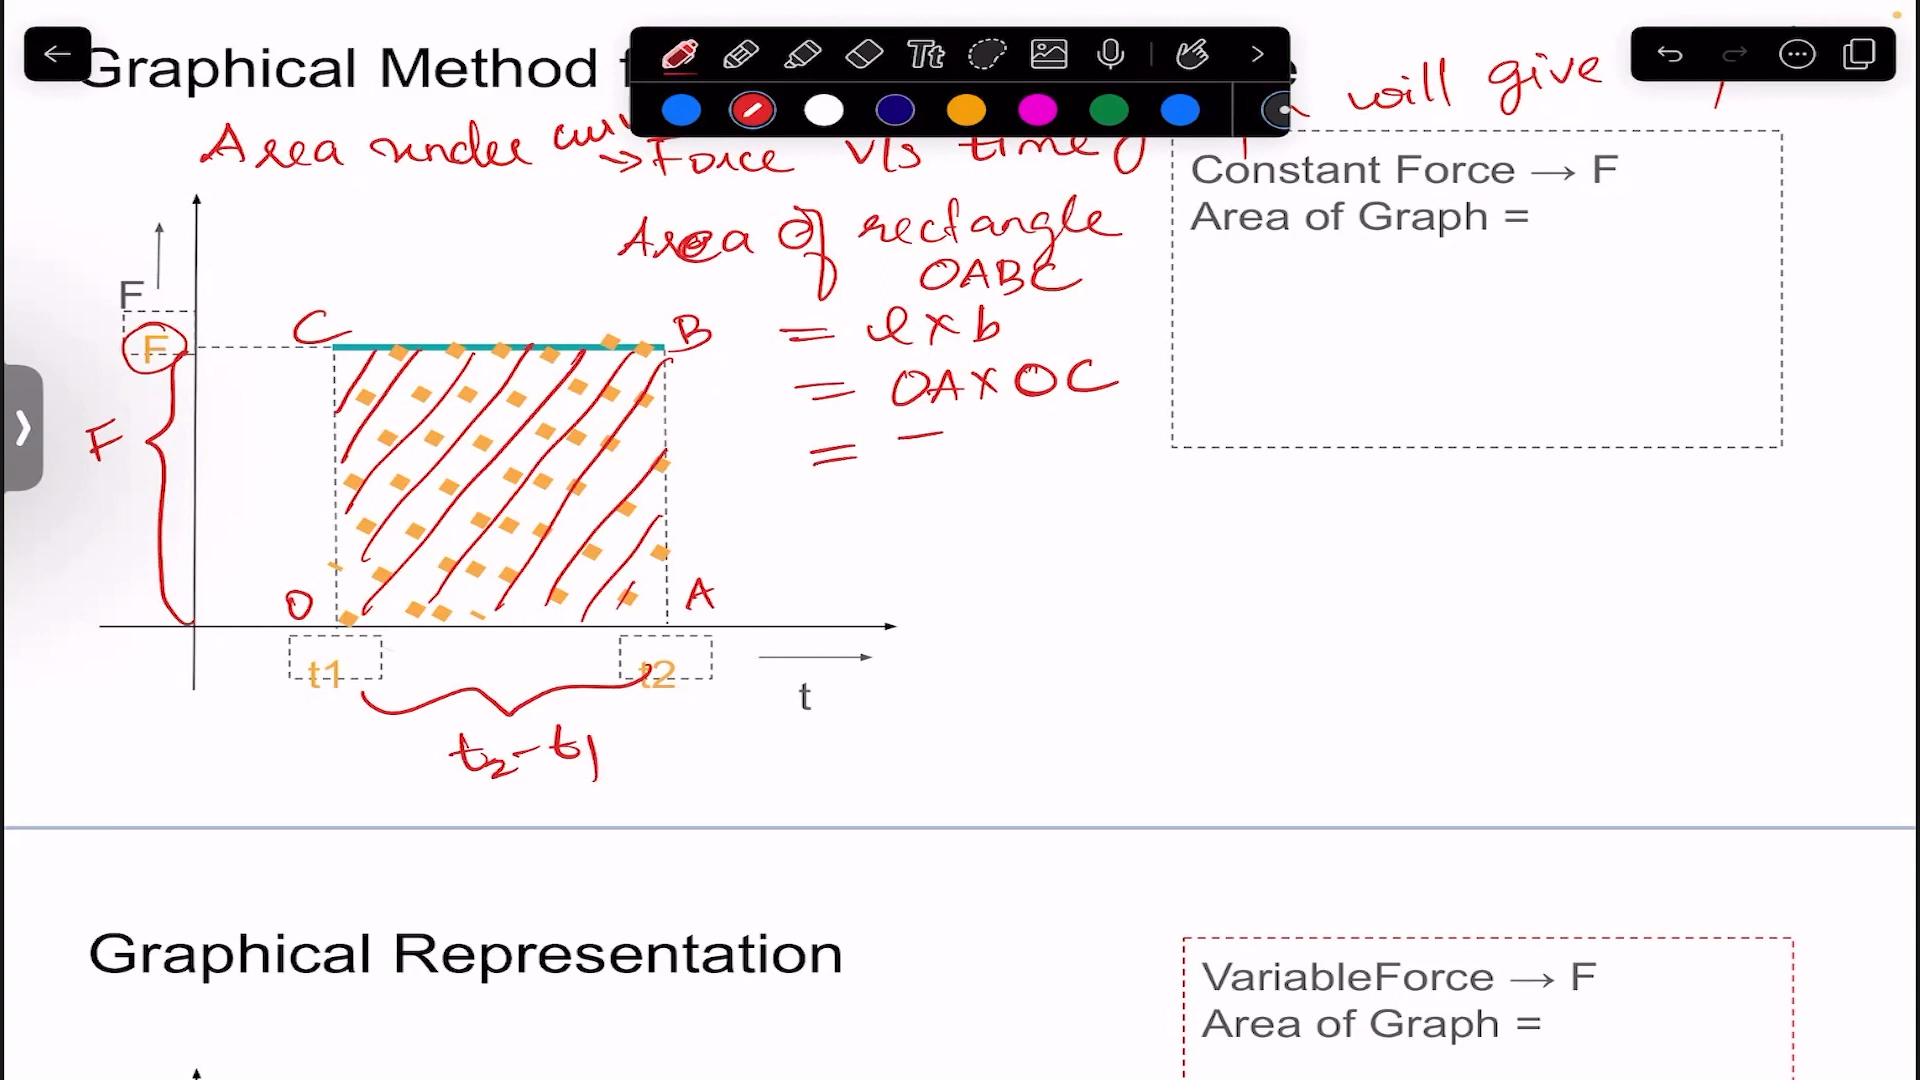 Graphical Method
Tt
will give
Area under
→ Force v/s time
Constant Force → F
Area of Graph =
Area of rectangle
OABC
F
F
C
B
= l x b
= OA x OC
=
F
O
A
t1
t2
t
t2 - t1
Graphical Representation
VariableForce → F
Area of Graph =